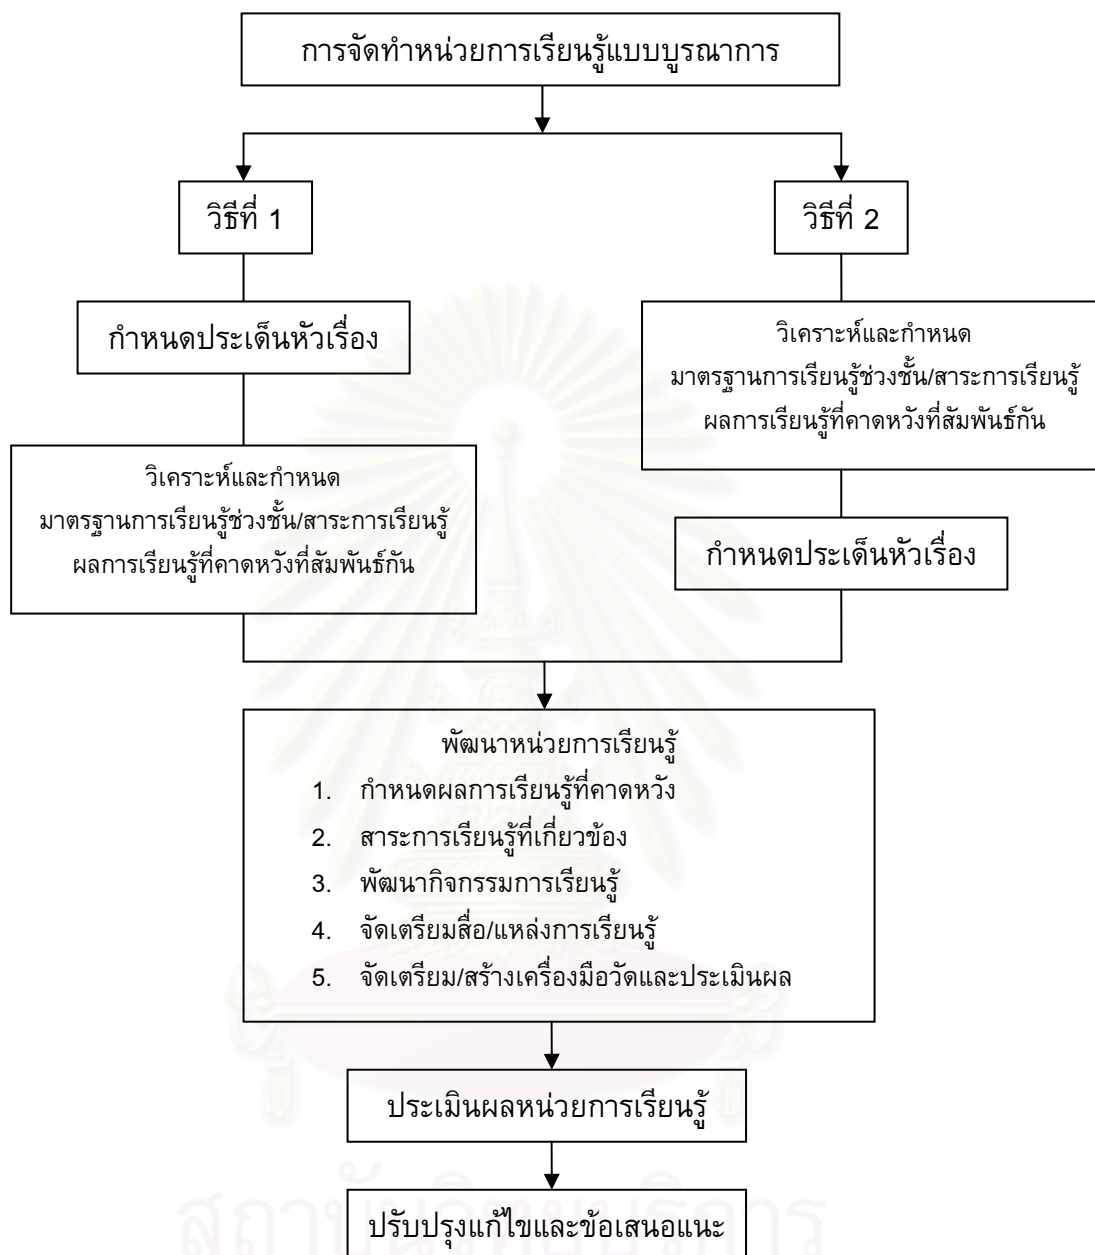 การจัดทำหน่วยการเรียนรู้แบบบูรณาการ
วิธีที่ 1
วิธีที่ 2
กำหนดประเด็นหัวเรื่อง
วิเคราะห์และกำหนด
มาตรฐานการเรียนรู้ช่วงชั้น/สาระการเรียนรู้
ผลการเรียนรู้ที่คาดหวังที่สัมพันธ์กัน
วิเคราะห์และกำหนด
มาตรฐานการเรียนรู้ช่วงชั้น/สาระการเรียนรู้
ผลการเรียนรู้ที่คาดหวังที่สัมพันธ์กัน
กำหนดประเด็นหัวเรื่อง
พัฒนาหน่วยการเรียนรู้
1. กำหนดผลการเรียนรู้ที่คาดหวัง
2. สาระการเรียนรู้ที่เกี่ยวข้อง
3. พัฒนากิจกรรมการเรียนรู้
4. จัดเตรียมสื่อ/แหล่งการเรียนรู้
5. จัดเตรียม/สร้างเครื่องมือวัดและประเมินผล
ประเมินผลหน่วยการเรียนรู้
ปรับปรุงแก้ไขและข้อเสนอแนะ
สถาบันวิทยบริการ